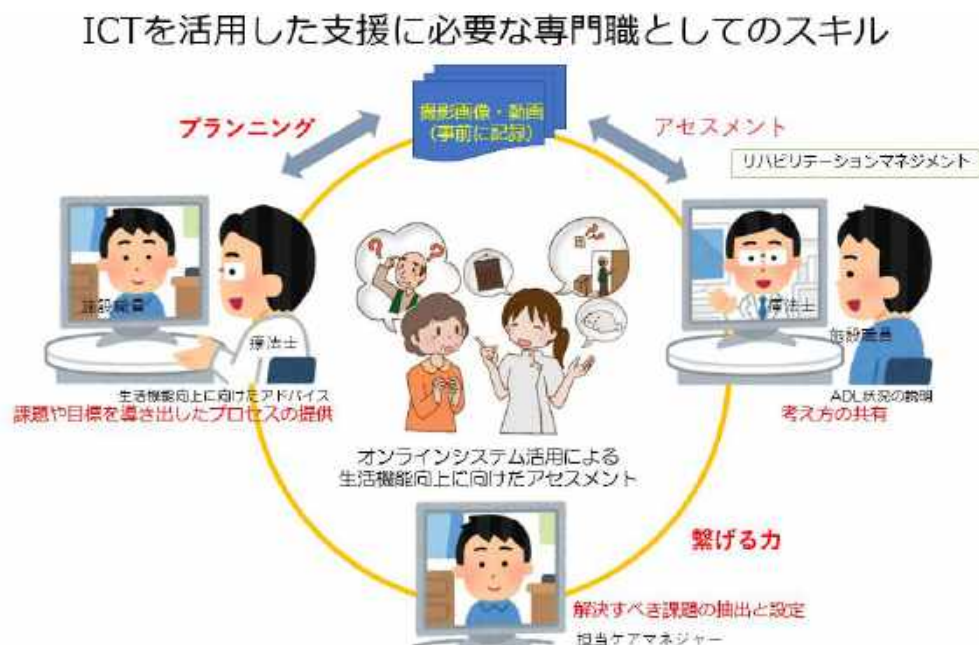 ICTを活用した支援に必要な専門職としてのスキル
撮影画像・動画
(事前に記録)
プランニング
アセスメント
リハビリテーションマネジメント
施設職員
療法士
療法士
施設職員
生活機能向上に向けたアドバイス
課題や目標を導き出したプロセスの提供
ADL状況の説明
考え方の共有
オンラインシステム活用による
生活機能向上に向けたアセスメント
繋げる力
解決すべき課題の抽出と設定
担当ケアマネジャー